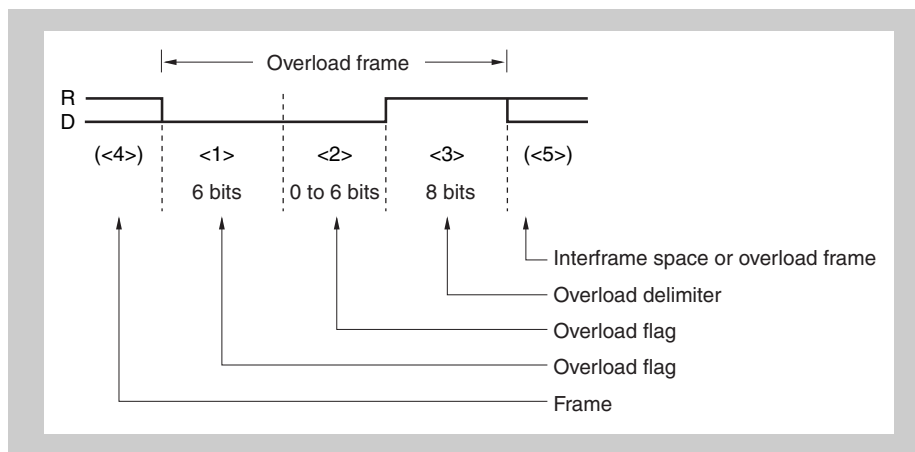 Overload frame
R
D
(<4>) <1> <2> <3> (<5>)
6 bits 0 to 6 bits 8 bits
Interframe space or overload frame
Overload delimiter
Overload flag
Overload flag
Frame